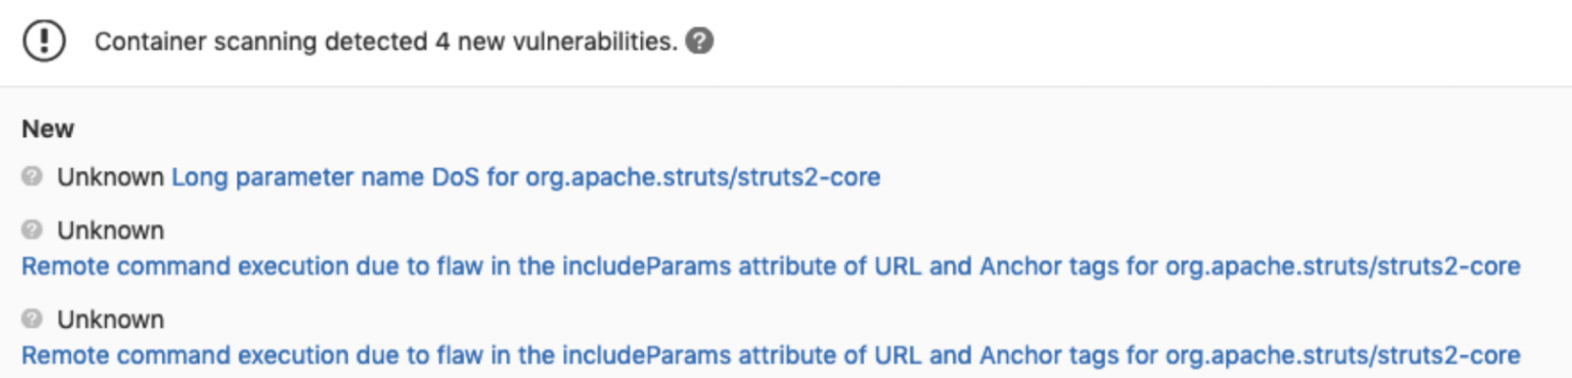 Container scanning detected 4 new vulnerabilities.
New
Unknown Long parameter name DoS for org.apache.struts/struts2-core
Unknown
Remote command execution due to flaw in the includeParams attribute of URL and Anchor tags for org.apache.struts/struts2-core
Unknown
Remote command execution due to flaw in the includeParams attribute of URL and Anchor tags for org.apache.struts/struts2-core